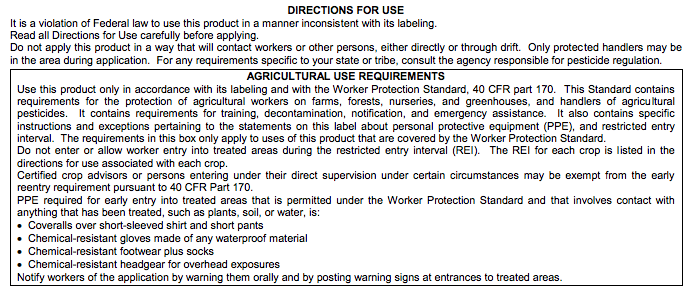 DIRECTIONS FOR USE
It is a violation of Federal law to use this product in a manner inconsistent with its labeling.
Read all Directions for Use carefully before applying.
Do not apply this product in a way that will contact workers or other persons, either directly or through drift. Only protected handlers may be
in the area during application. For any requirements specific to your state or tribe, consult the agency responsible for pesticide regulation.
AGRICULTURAL USE REQUIREMENTS
Use this product only in accordance with its labeling and with the Worker Protection Standard, 40 CFR part 170. This Standard contains
requirements for the protection of agricultural workers on farms, forests, nurseries, and greenhouses, and handlers of agricultural
pesticides. It contains requirements for training, decontamination, notification, and emergency assistance. It also contains specific
instructions and exceptions pertaining to the statements on this label about personal protective equipment (PPE), and restricted entry
interval. The requirements in this box only apply to uses of this product that are covered by the Worker Protection Standard.
Do not enter or allow worker entry into treated areas during the restricted entry interval (REI). The REI for each crop is listed in the
directions for use associated with each crop.
Certified crop advisors or persons entering under their direct supervision under certain circumstances may be exempt from the early
reentry requirement pursuant to 40 CFR Part 170.
PPE required for early entry into treated areas that is permitted under the Worker Protection Standard and that involves contact with
anything that has been treated, such as plants, soil, or water, is:
• Coveralls over short-sleeved shirt and short pants
• Chemical-resistant gloves made of any waterproof material
• Chemical-resistant footwear plus socks
• Chemical-resistant headgear for overhead exposures
Notify workers of the application by warning them orally and by posting warning signs at entrances to treated areas.